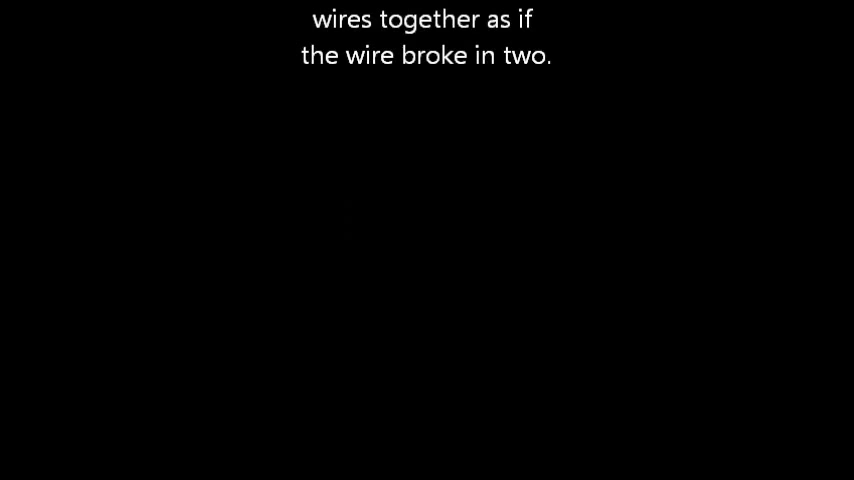 wires together as if
the wire broke in two.